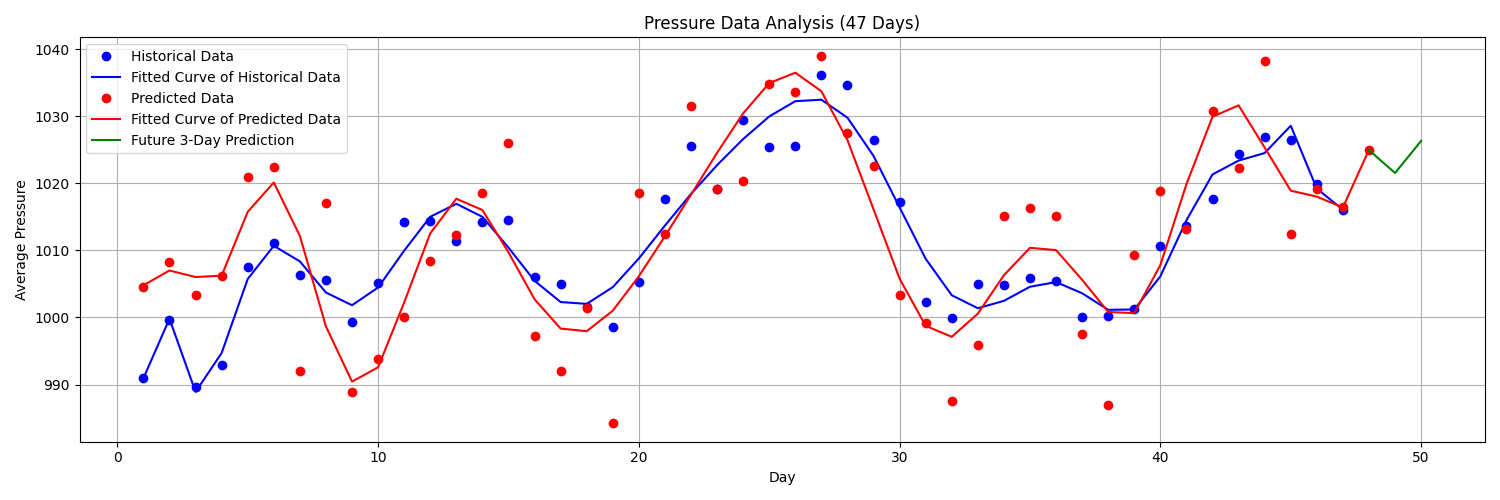 Pressure Data Analysis (47 Days)
Historical Data
Fitted Curve of Historical Data
Predicted Data
Fitted Curve of Predicted Data
Future 3-Day Prediction
Average Pressure
1040
1030
1020
1010
1000
990
0 10 20 30 40 50
Day